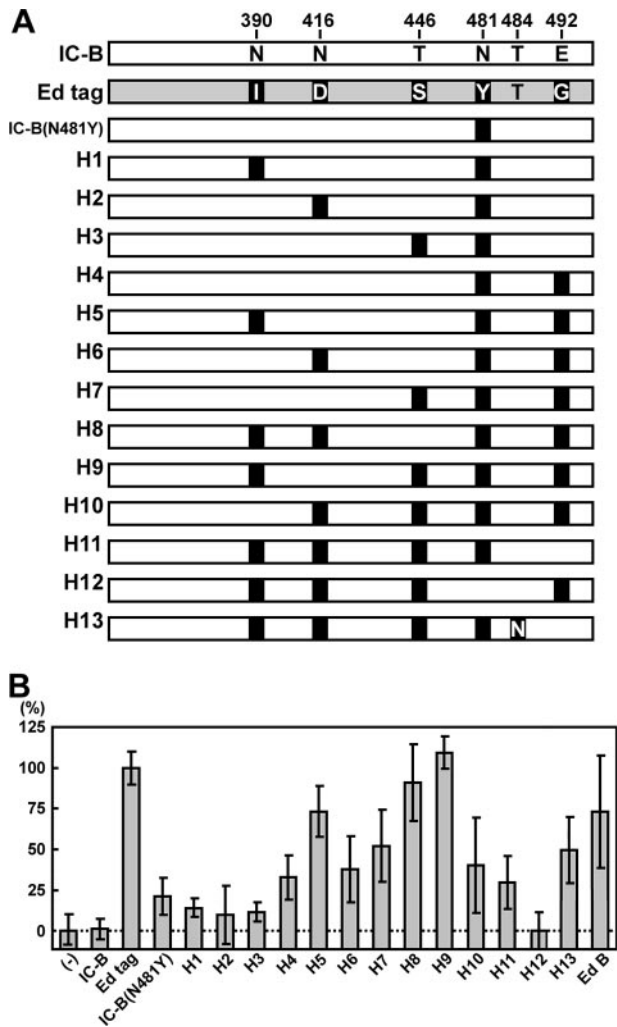 A
390 416 446 481 484 492
IC-B N N T N T E
Ed tag I D S Y T G
IC-B(N481Y)
H1
H2
H3
H4
H5
H6
H7
H8
H9
H10
H11
H12
H13 N
B
(%)
125
100
75
50
25
0
(-) IC-B Ed tag IC-B(N481Y) H1 H2 H3 H4 H5 H6 H7 H8 H9 H10 H11 H12 H13 Ed B